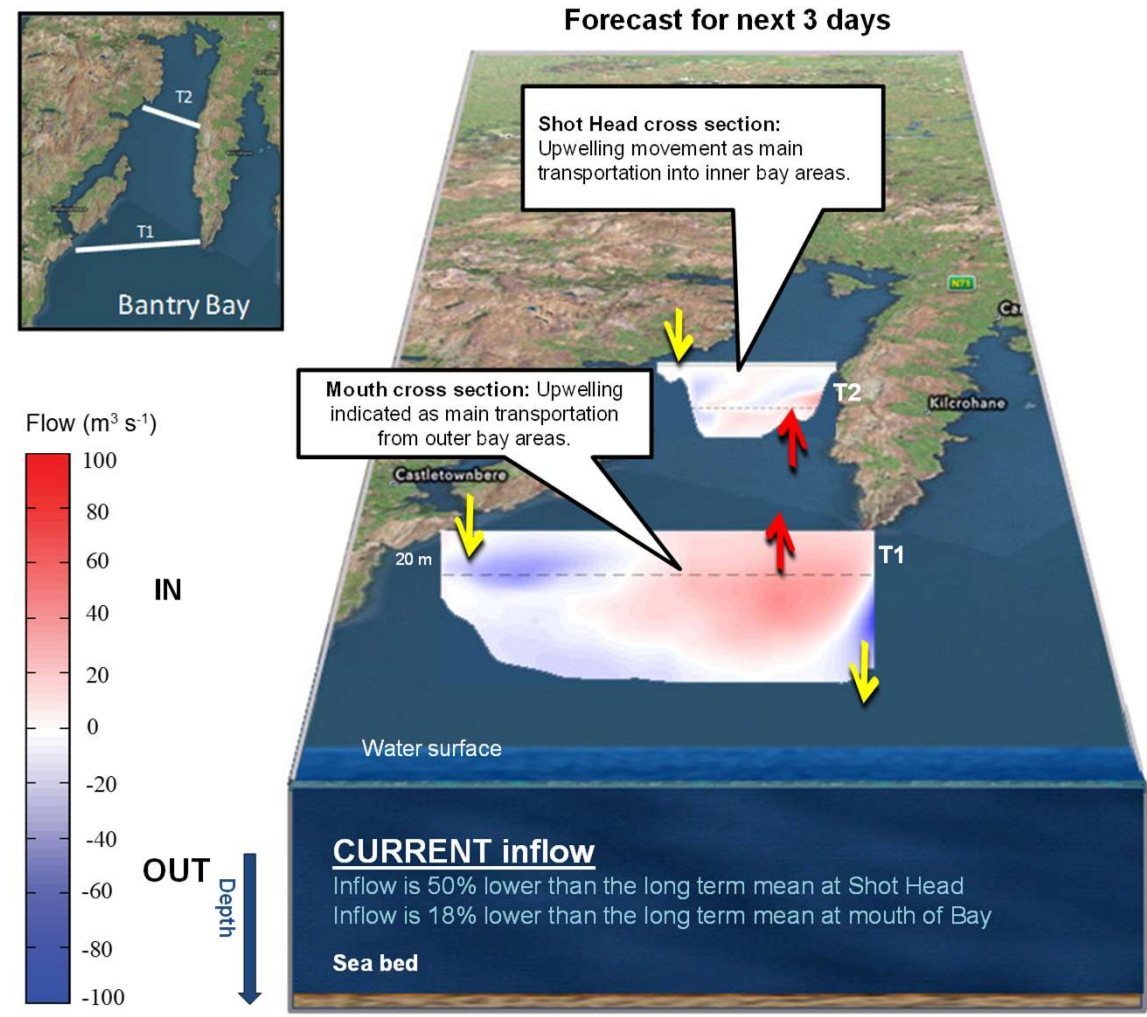 Forecast for next 3 days
T2
T1
Bantry Bay
Shot Head cross section:
Upwelling movement as main
transportation into inner bay areas.
N71
Mouth cross section: Upwelling
indicated as main transportation
from outer bay areas.
T2
Kilcrohane
Castletownbere
20 m
T1
Flow (m³ s⁻¹)
100
80
60
40
20
0
-20
-40
-60
-80
-100
IN
OUT
Depth
Water surface
CURRENT inflow
Inflow is 50% lower than the long term mean at Shot Head
Inflow is 18% lower than the long term mean at mouth of Bay
Sea bed